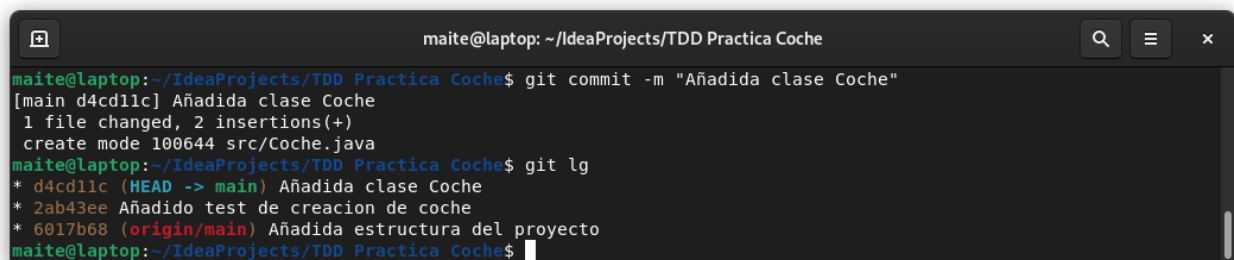 maite@laptop: ~/IdeaProjects/TDD Practica Coche
maite@laptop:~/IdeaProjects/TDD Practica Coche$ git commit -m "Añadida clase Coche"
[main d4cd11c] Añadida clase Coche
 1 file changed, 2 insertions(+)
 create mode 100644 src/Coche.java
maite@laptop:~/IdeaProjects/TDD Practica Coche$ git lg
* d4cd11c (HEAD -> main) Añadida clase Coche
* 2ab43ee Añadido test de creacion de coche
* 6017b68 (origin/main) Añadida estructura del proyecto
maite@laptop:~/IdeaProjects/TDD Practica Coche$